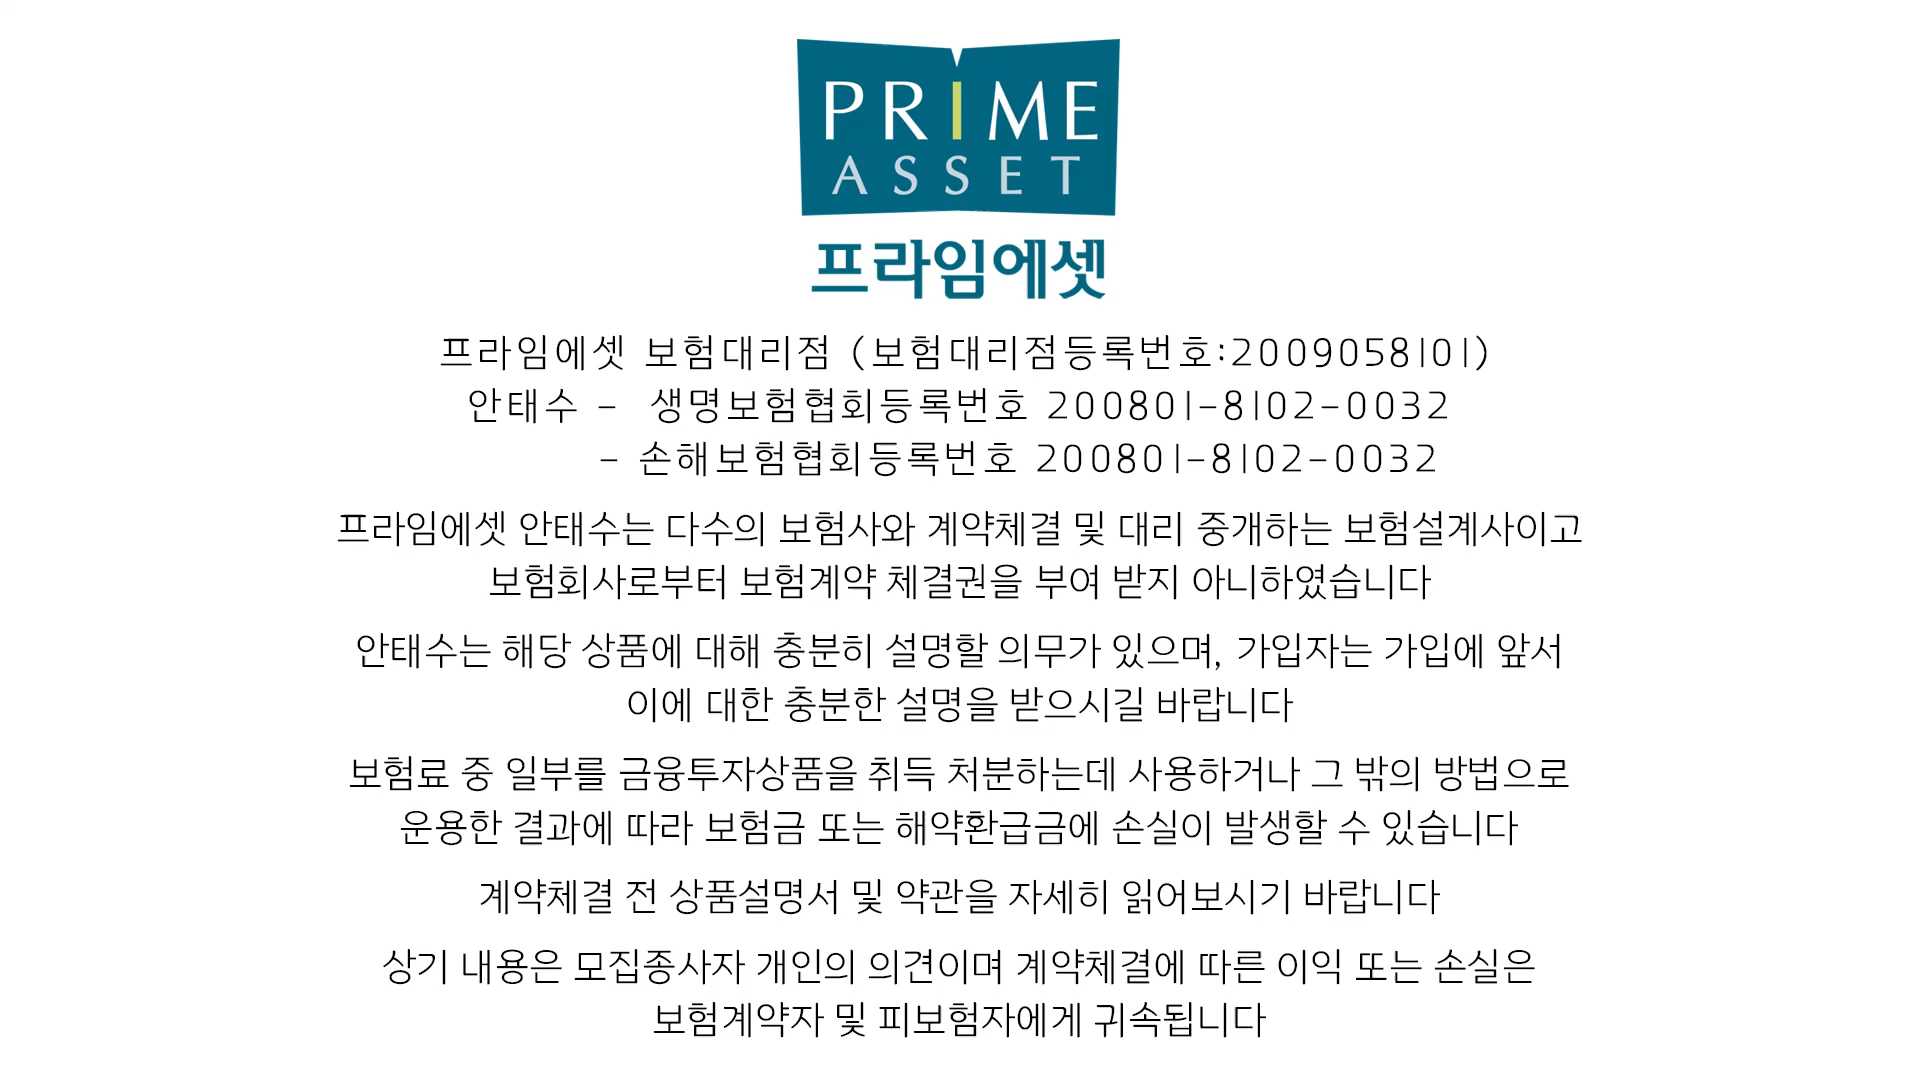 PRIME
ASSET
프라임에셋
프라임에셋 보험대리점 (보험대리점등록번호:2009058101)
안태수 - 생명보험협회등록번호 200801-8102-0032
- 손해보험협회등록번호 200801-8102-0032
프라임에셋 안태수는 다수의 보험사와 계약체결 및 대리 중개하는 보험설계사이고
보험회사로부터 보험계약 체결권을 부여 받지 아니하였습니다
안태수는 해당 상품에 대해 충분히 설명할 의무가 있으며, 가입자는 가입에 앞서
이에 대한 충분한 설명을 받으시길 바랍니다
보험료 중 일부를 금융투자상품을 취득 처분하는데 사용하거나 그 밖의 방법으로
운용한 결과에 따라 보험금 또는 해약환급금에 손실이 발생할 수 있습니다
계약체결 전 상품설명서 및 약관을 자세히 읽어보시기 바랍니다
상기 내용은 모집종사자 개인의 의견이며 계약체결에 따른 이익 또는 손실은
보험계약자 및 피보험자에게 귀속됩니다